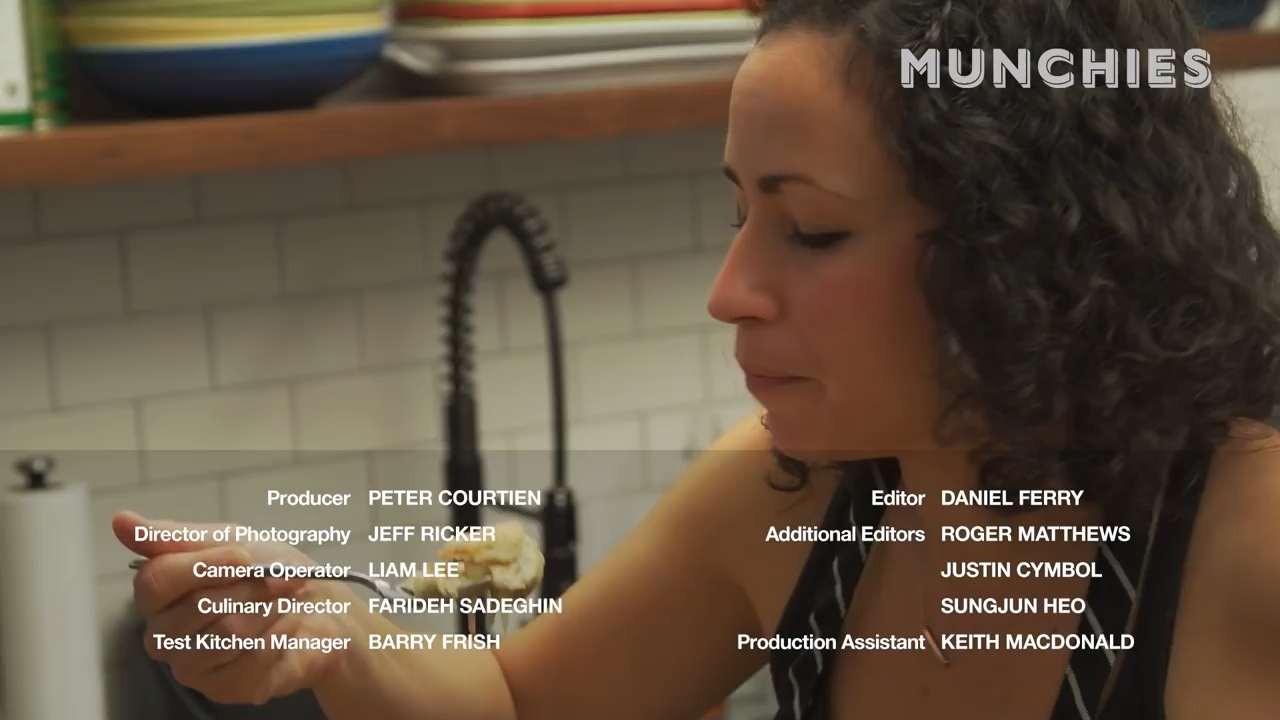 MUNCHIES
Producer PETER COURTIEN
Director of Photography JEFF RICKER
Camera Operator LIAM LEE
Culinary Director FARIDEH SADEGHIN
Test Kitchen Manager BARRY FRISH
Editor DANIEL FERRY
Additional Editors ROGER MATTHEWS
JUSTIN CYMBOL
SUNGJUN HEO
Production Assistant KEITH MACDONALD